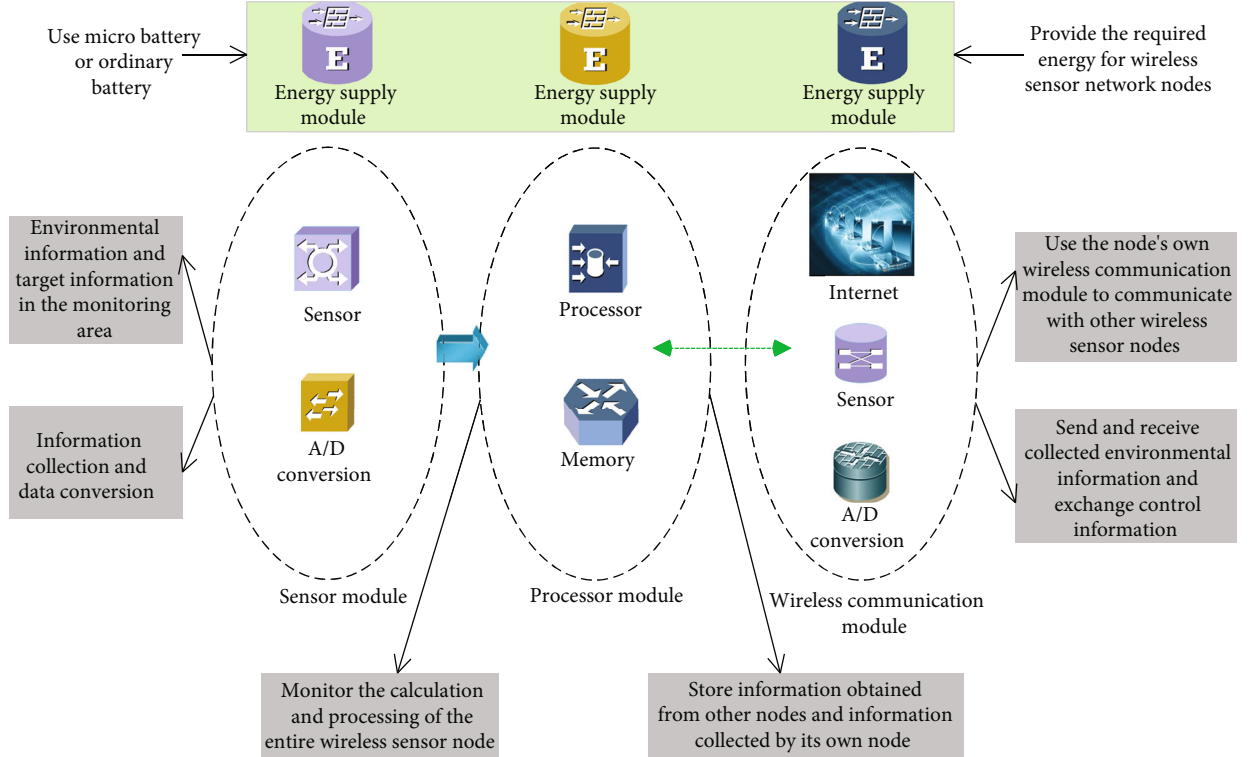 Use micro battery
or ordinary
battery
E
Energy supply
module
E
Energy supply
module
E
Energy supply
module
Provide the required
energy for wireless
sensor network nodes
Environmental
information and
target information
in the monitoring
area
Information
collection and
data conversion
Sensor
A/D
conversion
Sensor module
Processor
Memory
Processor module
Internet
Sensor
A/D
conversion
Wireless communication
module
Use the node's own
wireless communication
module to communicate
with other wireless
sensor nodes
Send and receive
collected environmental
information and
exchange control
information
Monitor the calculation
and processing of the
entire wireless sensor node
Store information obtained
from other nodes and information
collected by its own node